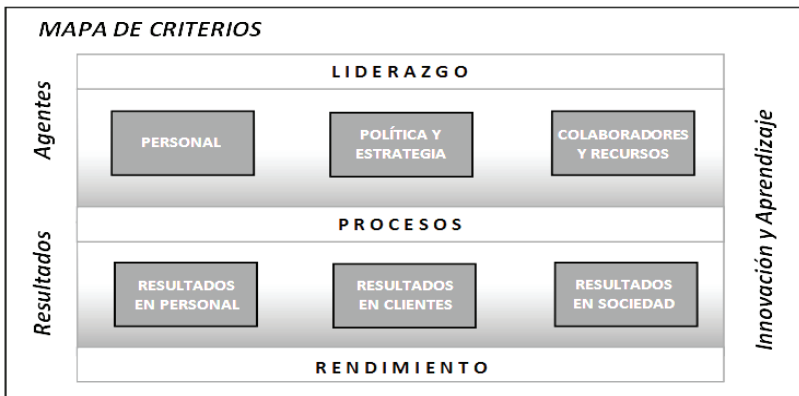 MAPA DE CRITERIOS
LIDERAZGO
Agentes
PERSONAL
POLÍTICA Y
ESTRATEGIA
COLABORADORES
Y RECURSOS
PROCESOS
Resultados
RESULTADOS
EN PERSONAL
RESULTADOS
EN CLIENTES
RESULTADOS
EN SOCIEDAD
RENDIMIENTO
Innovación y Aprendizaje